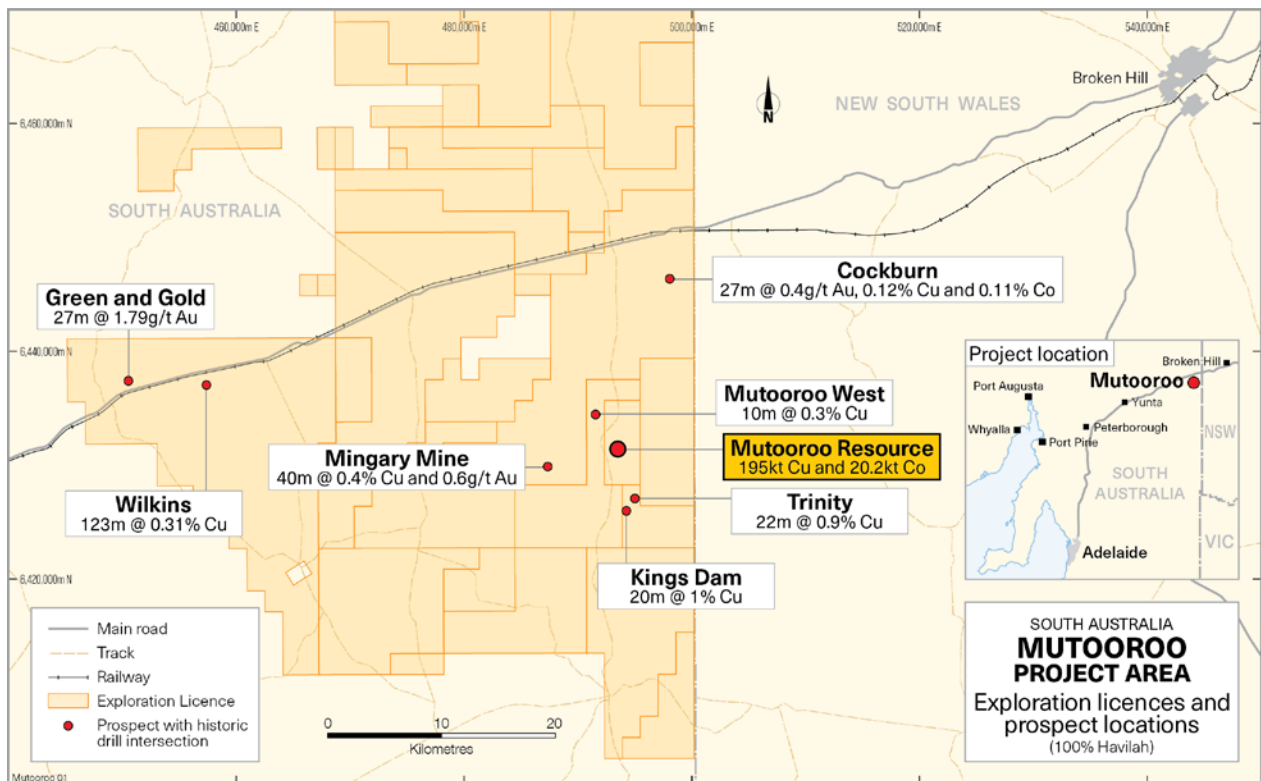 460,000m E
480,000m E
500,000m E
520,000m E
540,000m E
Broken Hill
NEW SOUTH WALES
N
6,460,000m N
SOUTH AUSTRALIA
Cockburn
27m @ 0.4g/t Au, 0.12% Cu and 0.11% Co
Green and Gold
27m @ 1.79g/t Au
6,440,000m N
Project location
Broken Hill
Mutooroo
Port Augusta
Yunta
Whyalla
Peterborough
Port Pirie
NSW
SOUTH
AUSTRALIA
VIC
Adelaide
Mutooroo West
10m @ 0.3% Cu
Mutooroo Resource
195kt Cu and 20.2kt Co
Mingary Mine
40m @ 0.4% Cu and 0.6g/t Au
Wilkins
123m @ 0.31% Cu
Trinity
22m @ 0.9% Cu
Kings Dam
20m @ 1% Cu
6,420,000m N
Main road
Track
Railway
Exploration Licence
Prospect with historic
drill intersection
0
10
20
Kilometres
SOUTH AUSTRALIA
MUTOOROO
PROJECT AREA
Exploration licences and
prospect locations
(100% Havilah)